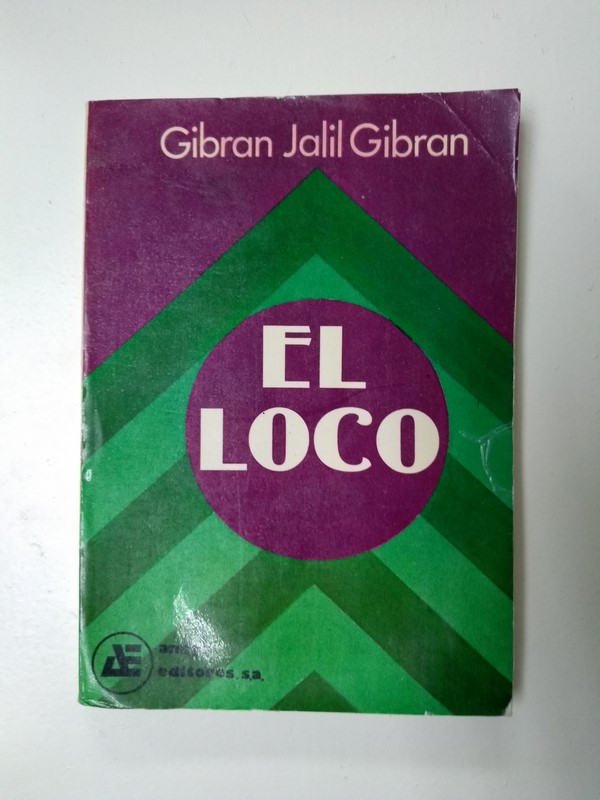 Gibran Jalil Gibran
EL
LOCO
AE
editores, s.a.